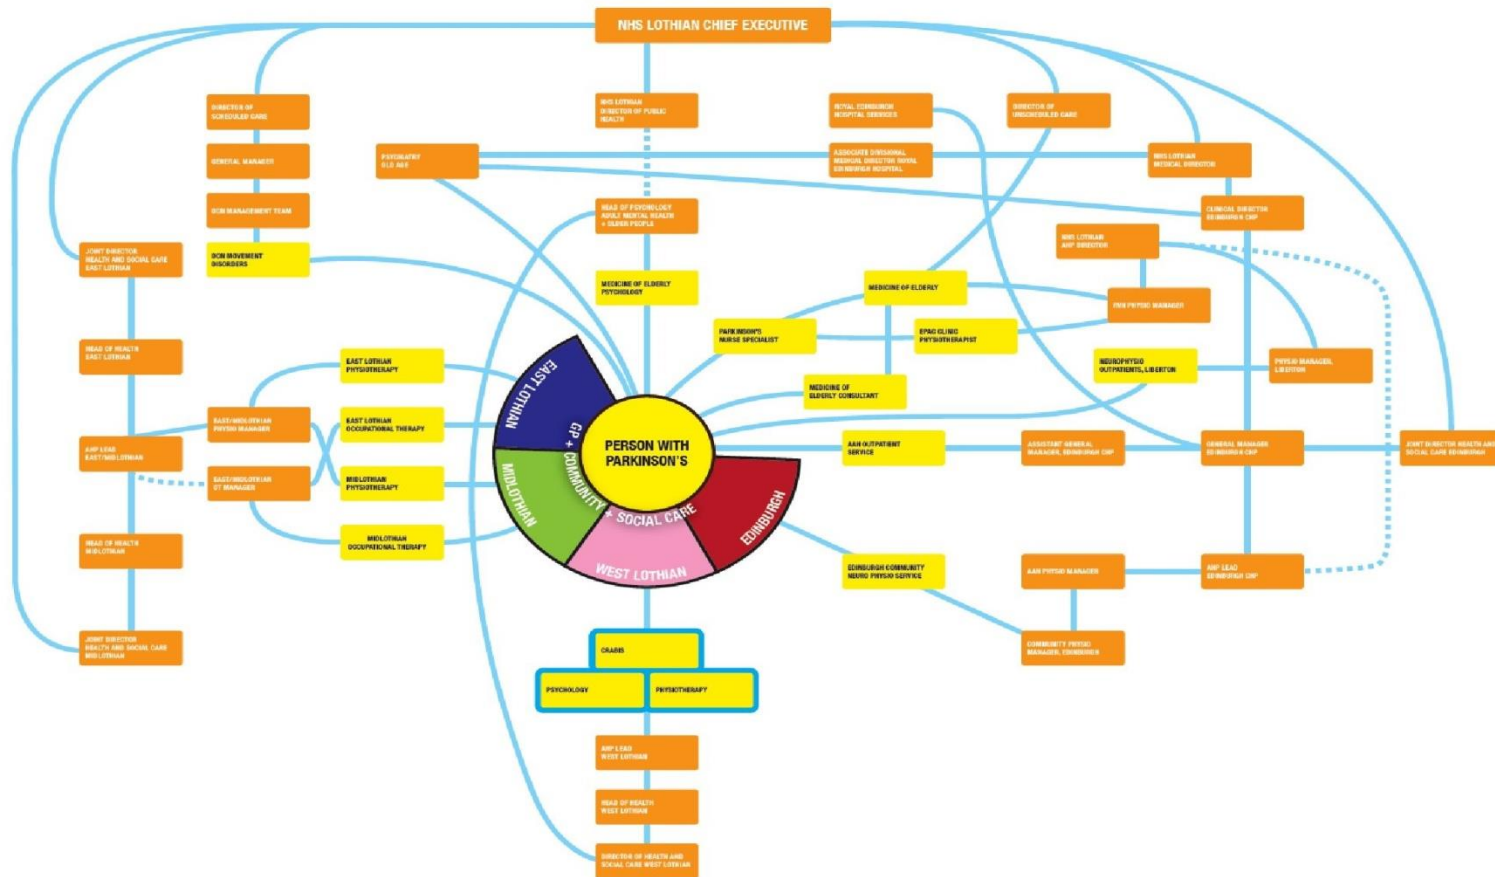 NHS LOTHIAN CHIEF EXECUTIVE
DIRECTOR OF
SCHEDULED CARE
NHS LOTHIAN
DIRECTOR OF PUBLIC
HEALTH
ROYAL EDINBURGH
HOSPITAL SERVICES
DIRECTOR OF
UNSCHEDULED CARE
GENERAL MANAGER
PSYCHIATRY
OLD AGE
ASSOCIATE DIVISIONAL
MEDICAL DIRECTOR ROYAL
EDINBURGH HOSPITAL
NHS LOTHIAN
MEDICAL DIRECTOR
DCN MANAGEMENT TEAM
HEAD OF PSYCHOLOGY
ADULT MENTAL HEALTH
+ OLDER PEOPLE
CLINICAL DIRECTOR
EDINBURGH CHP
JOINT DIRECTOR
HEALTH AND SOCIAL CARE
EAST LOTHIAN
DCN MOVEMENT
DISORDERS
NHS LOTHIAN
AHP DIRECTOR
MEDICINE OF ELDERLY
PSYCHOLOGY
MEDICINE OF ELDERLY
PHYSIO MANAGER
PARKINSON'S
NURSE SPECIALIST
EPAC CLINIC
PHYSIOTHERAPIST
HEAD OF HEALTH
EAST LOTHIAN
EAST LOTHIAN
PHYSIOTHERAPY
NEUROPHYSIO
OUTPATIENTS, LIBERTON
PHYSIO MANAGER,
LIBERTON
MEDICINE OF
ELDERLY CONSULTANT
EAST/MIDLOTHIAN
PHYSIO MANAGER
EAST LOTHIAN
OCCUPATIONAL THERAPY
EAST LOTHIAN
GP + COMMUNITY + SOCIAL CARE
PERSON WITH
PARKINSON'S
AHP LEAD
EAST/MIDLOTHIAN
AAH OUTPATIENT
SERVICE
ASSISTANT GENERAL
MANAGER, EDINBURGH CHP
GENERAL MANAGER
EDINBURGH CHP
JOINT DIRECTOR HEALTH AND
SOCIAL CARE EDINBURGH
EAST/MIDLOTHIAN
OT MANAGER
MIDLOTHIAN
PHYSIOTHERAPY
MIDLOTHIAN
EDINBURGH
WEST LOTHIAN
HEAD OF HEALTH
MIDLOTHIAN
MIDLOTHIAN
OCCUPATIONAL THERAPY
EDINBURGH COMMUNITY
NEURO PHYSIO SERVICE
AAH PHYSIO MANAGER
AHP LEAD
EDINBURGH CHP
JOINT DIRECTOR
HEALTH AND SOCIAL CARE
MIDLOTHIAN
COMMUNITY PHYSIO
MANAGER, EDINBURGH
CRABIS
PSYCHOLOGY
PHYSIOTHERAPY
AHP LEAD
WEST LOTHIAN
HEAD OF HEALTH
WEST LOTHIAN
DIRECTOR OF HEALTH AND
SOCIAL CARE WEST LOTHIAN